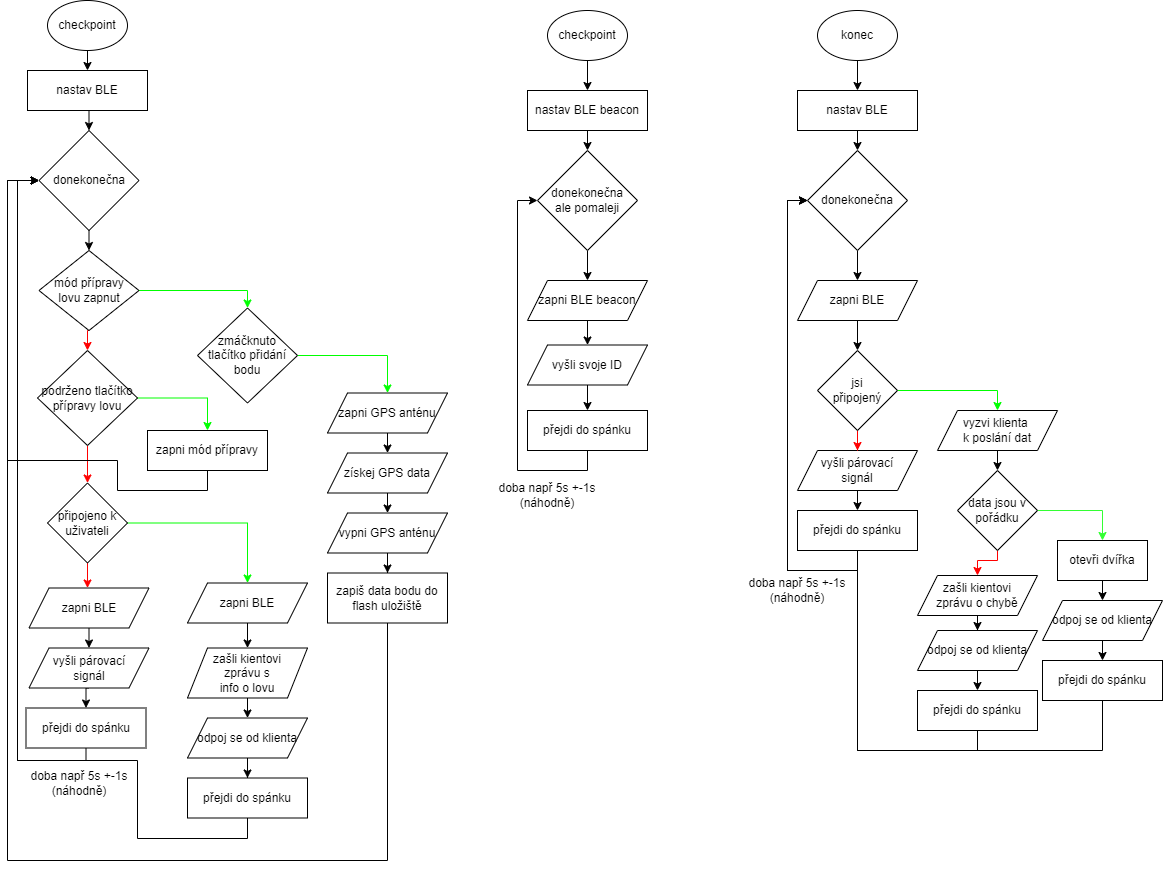 checkpoint
nastav BLE
donekonečna
mód přípravy
lovu zapnut
zmáčknuto
tlačítko přidání
bodu
podrženo tlačítko
přípravy lovu
zapni mód přípravy
zapni GPS anténu
získej GPS data
vypni GPS anténu
zapiš data bodu do
flash uložiště
připojeno k
uživateli
zapni BLE
vyšli párovací
signál
přejdi do spánku
doba např 5s +-1s
(náhodně)
zapni BLE
zašli kientovi
zprávu s
info o lovu
odpoj se od klienta
přejdi do spánku
checkpoint
nastav BLE beacon
donekonečna
ale pomaleji
zapni BLE beacon
vyšli svoje ID
přejdi do spánku
doba např 5s +-1s
(náhodně)
konec
nastav BLE
donekonečna
zapni BLE
jsi
připojený
vyšli párovací
signál
přejdi do spánku
doba např 5s +-1s
(náhodně)
vyzvi klienta
k poslání dat
data jsou v
pořádku
zašli kientovi
zprávu o chybě
odpoj se od klienta
přejdi do spánku
otevři dvířka
odpoj se od klienta
přejdi do spánku